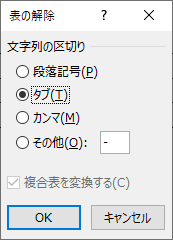 表の解除
文字列の区切り
段落記号(P)
タブ(T)
カンマ(M)
その他(O): -
複合表を変換する(C)
OK キャンセル